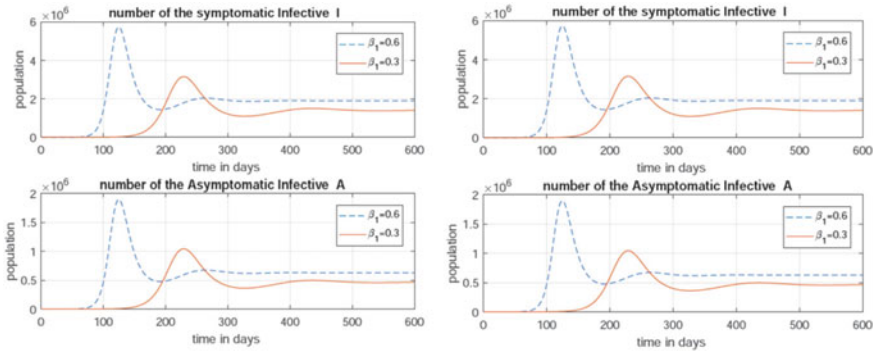 ×10⁶
number of the symptomatic Infective I
6
4
2
0
population
β₁=0.6
β₁=0.3
0 100 200 300 400 500 600
time in days
×10⁶
number of the Asymptomatic Infective A
2
1.5
1
0.5
0
population
β₁=0.6
β₁=0.3
0 100 200 300 400 500 600
time in days
×10⁶
number of the symptomatic Infective I
6
4
2
0
population
β₁=0.6
β₁=0.3
0 100 200 300 400 500 600
time in days
×10⁶
number of the Asymptomatic Infective A
2
1.5
1
0.5
0
population
β₁=0.6
β₁=0.3
0 100 200 300 400 500 600
time in days